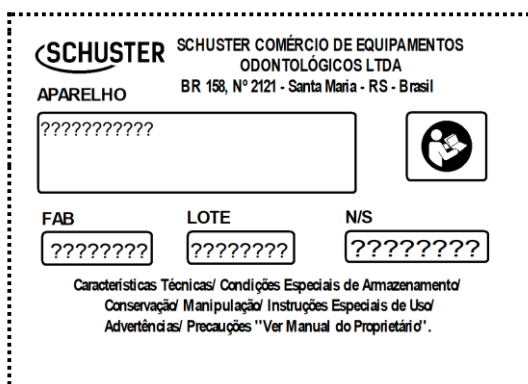 SCHUSTER
SCHUSTER COMÉRCIO DE EQUIPAMENTOS
ODONTOLÓGICOS LTDA
BR 158, Nº 2121 - Santa Maria - RS - Brasil
APARELHO
???????????
FAB
LOTE
N/S
????????
????????
????????
Características Técnicas/ Condições Especiais de Armazenamento/
Conservação/ Manipulação/ Instruções Especiais de Uso/
Advertências/ Precauções "Ver Manual do Proprietário".